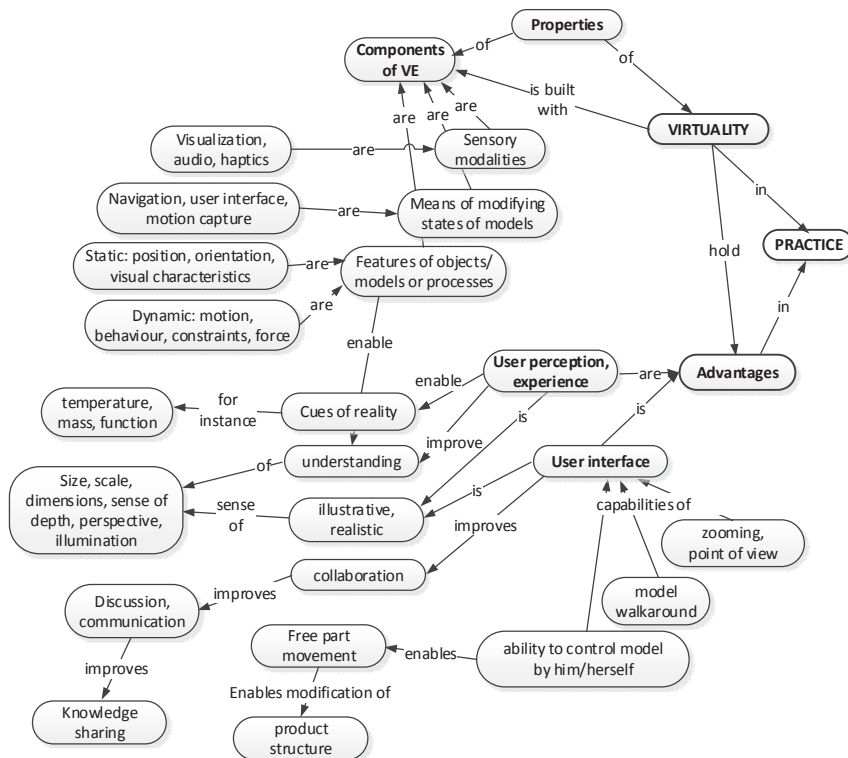 Properties
of
Components
of VE
of
is built
with
VIRTUALITY
are
are
are
Visualization,
audio, haptics
are
Sensory
modalities
in
Navigation, user interface,
motion capture
are
Means of modifying
states of models
PRACTICE
hold
Static: position, orientation,
visual characteristics
are
Features of objects/
models or processes
are
Dynamic: motion,
behaviour, constraints, force
in
enable
User perception,
experience
are
Advantages
enable
temperature,
mass, function
for
instance
Cues of reality
is
is
improve
understanding
of
User interface
Size, scale,
dimensions, sense of
depth, perspective,
illumination
sense
of
illustrative,
realistic
is
capabilities of
improves
zooming,
point of view
collaboration
improves
model
walkaround
Discussion,
communication
Free part
movement
enables
ability to control model
by him/herself
improves
Enables modification of
Knowledge
sharing
product
structure